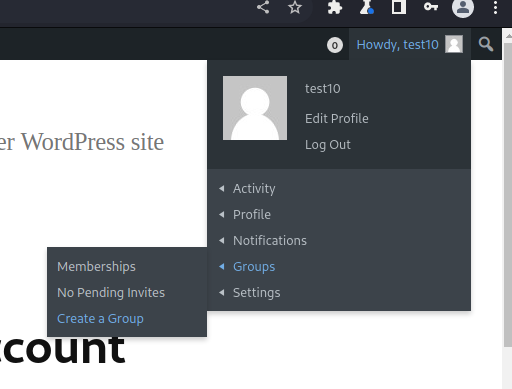 0 Howdy, test10
test10
er WordPress site
Edit Profile
Log Out
Activity
Profile
Notifications
Groups
Settings
Memberships
No Pending Invites
Create a Group
ccount